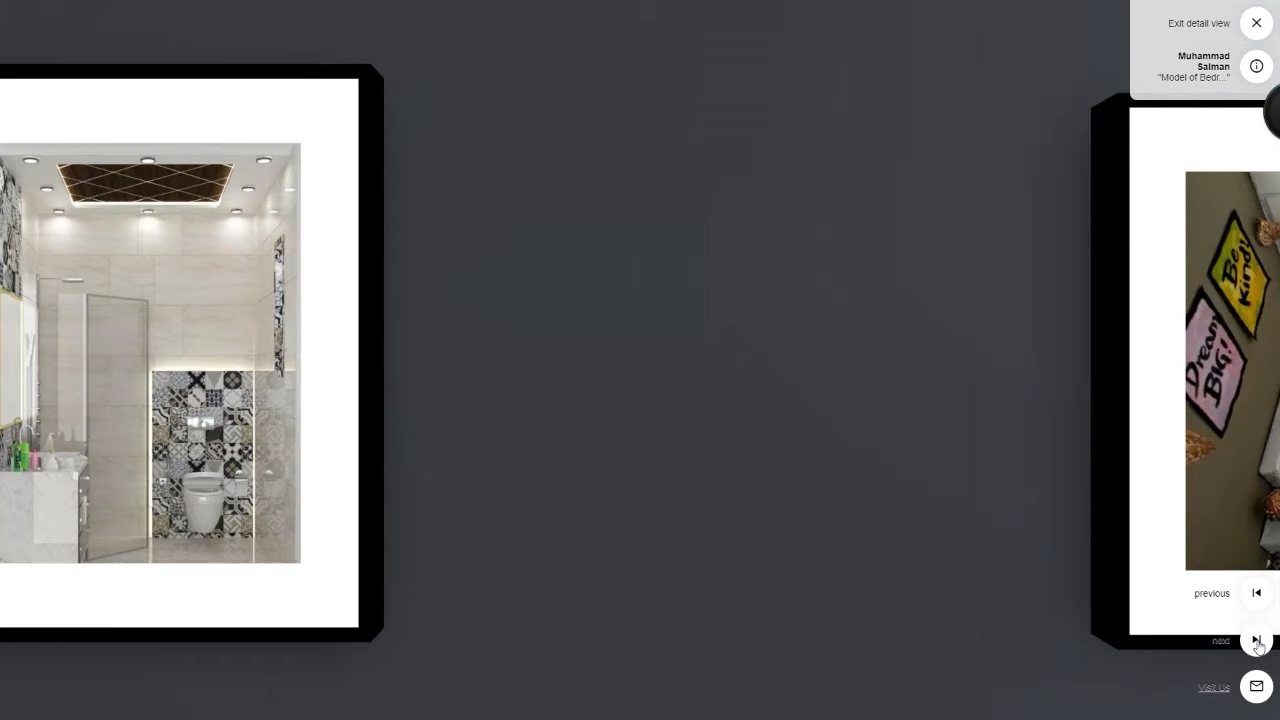 Exit detail view
Muhammad
Salman
"Model of Bedr..."
Be
kind!
Dream
BIG!
previous
next
Visit Us